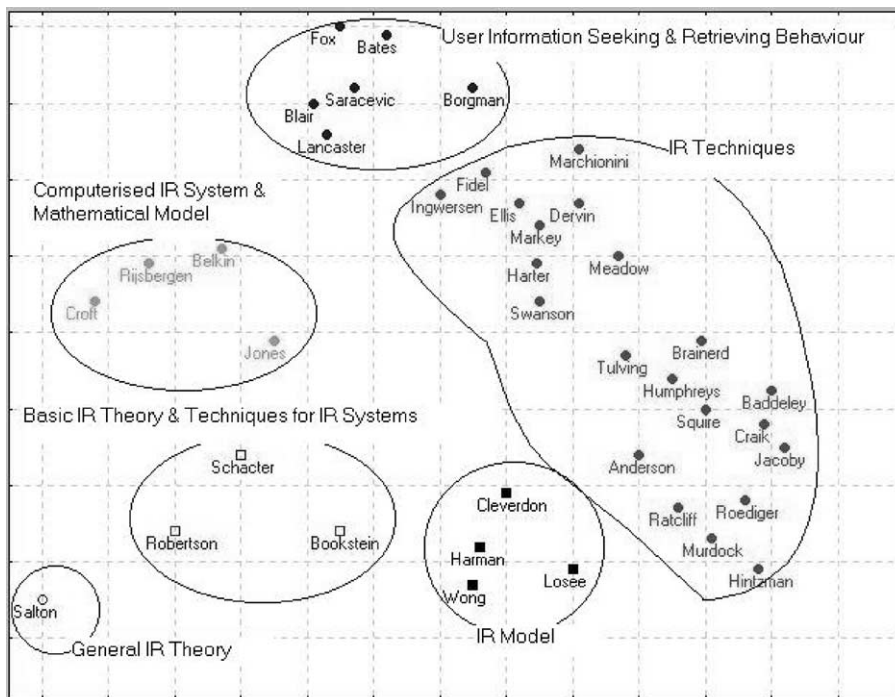 Fox
Bates
User Information Seeking & Retrieving Behaviour
Saracevic
Borgman
Blair
Lancaster
IR Techniques
Marchionini
Fidel
Ingwersen
Ellis
Dervin
Markey
Computerised IR System &
Mathematical Model
Belkin
Rijsbergen
Harter
Meadow
Croft
Swanson
Jones
Brainerd
Tulving
Humphreys
Baddeley
Basic IR Theory & Techniques for IR Systems
Squire
Craik
Jacoby
Schacter
Anderson
Cleverdon
Ratcliff
Roediger
Robertson
Bookstein
Murdock
Harman
Losee
Hintzman
Wong
Salton
IR Model
General IR Theory